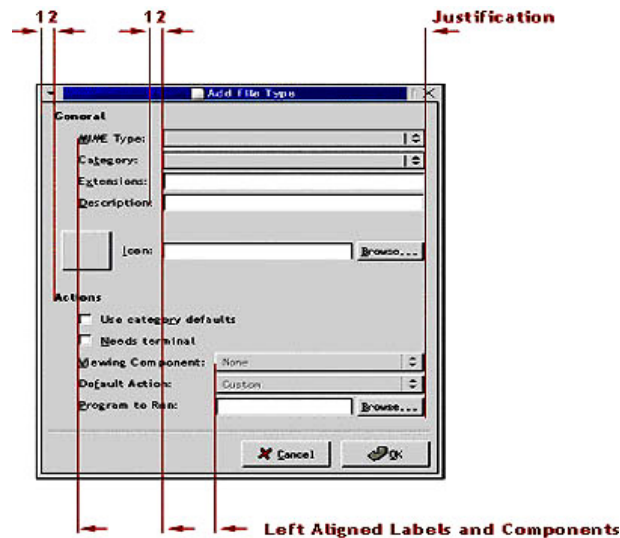 12 12 Justification
Add File Type
General
MIME Type:
Category:
Extensions:
Description:
Icon: Browse...
Actions
Use category defaults
Needs terminal
Viewing Component: None
Default Action: Custom
Program to Run: Browse...
Cancel OK
Left Aligned Labels and Components